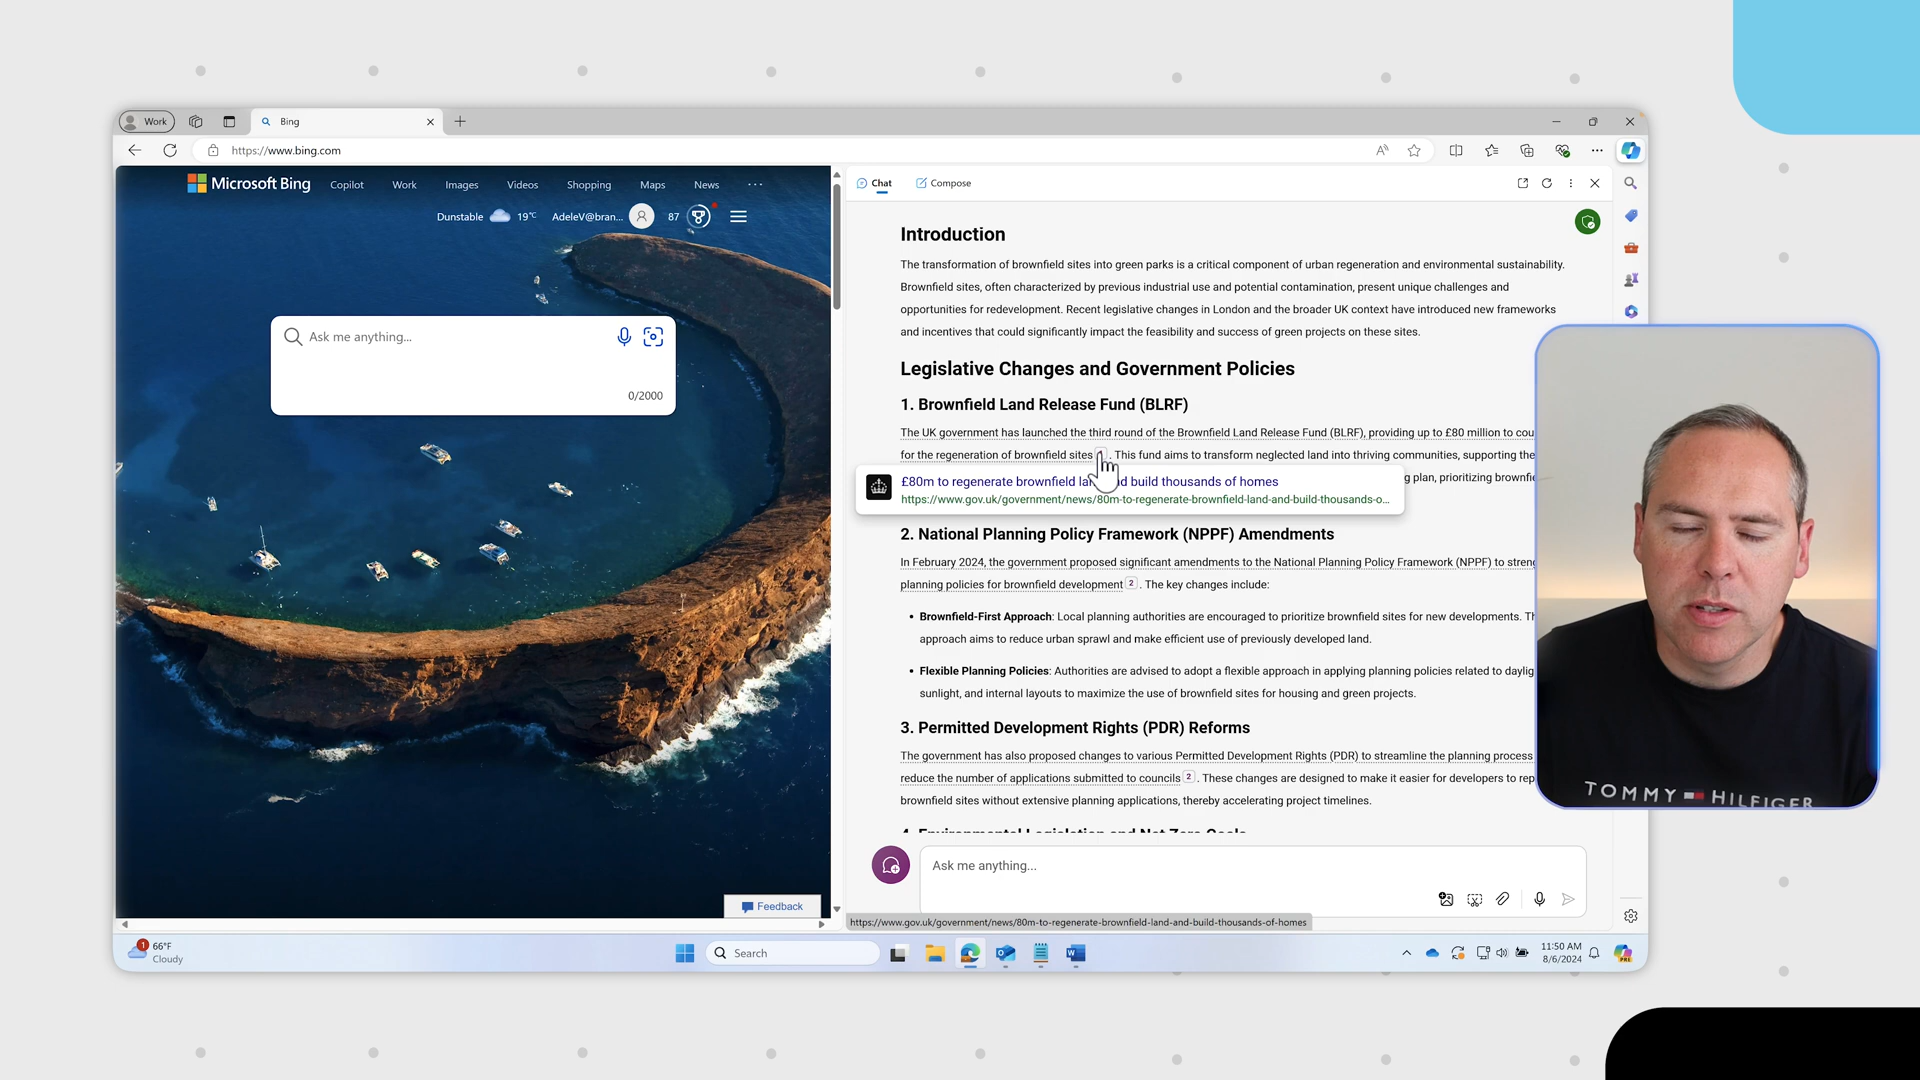 Work
Bing
https://www.bing.com
Microsoft Bing
Copilot
Work
Images
Videos
Shopping
Maps
News
Dunstable
19°C
AdeleV@bran...
87
Ask me anything...
0/2000
Feedback
Chat
Compose
Introduction
The transformation of brownfield sites into green parks is a critical component of urban regeneration and environmental sustainability.
Brownfield sites, often characterized by previous industrial use and potential contamination, present unique challenges and
opportunities for redevelopment. Recent legislative changes in London and the broader UK context have introduced new frameworks
and incentives that could significantly impact the feasibility and success of green projects on these sites.
Legislative Changes and Government Policies
1. Brownfield Land Release Fund (BLRF)
The UK government has launched the third round of the Brownfield Land Release Fund (BLRF), providing up to £80 million to cou
for the regeneration of brownfield sites . This fund aims to transform neglected land into thriving communities, supporting the
g plan, prioritizing brownfie
£80m to regenerate brownfield build thousands of homes
https://www.gov.uk/government/news/80m-to-regenerate-brownfield-land-and-build-thousands-o...
2. National Planning Policy Framework (NPPF) Amendments
In February 2024, the government proposed significant amendments to the National Planning Policy Framework (NPPF) to stren
planning policies for brownfield development 2 . The key changes include:
• Brownfield-First Approach: Local planning authorities are encouraged to prioritize brownfield sites for new developments. Th
approach aims to reduce urban sprawl and make efficient use of previously developed land.
• Flexible Planning Policies: Authorities are advised to adopt a flexible approach in applying planning policies related to daylig
sunlight, and internal layouts to maximize the use of brownfield sites for housing and green projects.
3. Permitted Development Rights (PDR) Reforms
The government has also proposed changes to various Permitted Development Rights (PDR) to streamline the planning process
reduce the number of applications submitted to councils 2 . These changes are designed to make it easier for developers to rep
brownfield sites without extensive planning applications, thereby accelerating project timelines.
4. Environmental Legislation and Net Zero Goals
Ask me anything...
https://www.gov.uk/government/news/80m-to-regenerate-brownfield-land-and-build-thousands-of-homes
TOMMY HILFIGER
1
66°F
Cloudy
Search
11:50 AM
8/6/2024